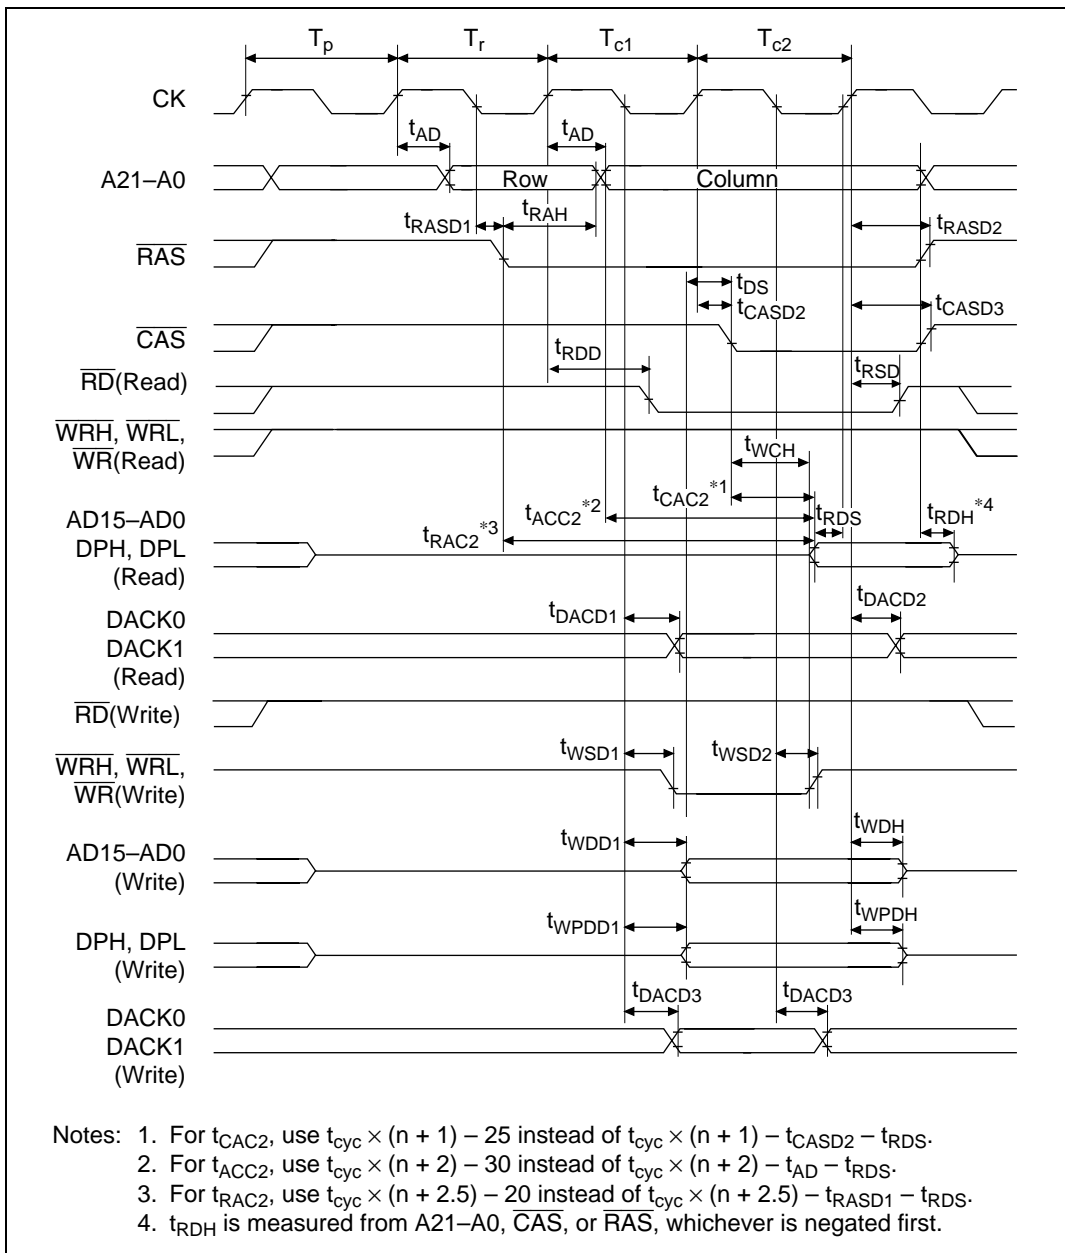 Tp Tr Tc1 Tc2
CK
tAD tAD
A21–A0 Row Column
tRASD1 tRAH tRASD2
RAS
tDS
tCASD2 tCASD3
CAS
tRDD tRSD
RD(Read)
WRH, WRL,
WR(Read)
tWCH
tCAC2*1
AD15–AD0 tACC2*2 tRDS tRDH*4
DPH, DPL tRAC2*3
(Read)
DACK0 tDACD1 tDACD2
DACK1
(Read)
RD(Write)
WRH, WRL, tWSD1 tWSD2
WR(Write)
AD15–AD0 tWDD1 tWDH
(Write)
DPH, DPL tWPDD1 tWPDH
(Write)
tDACD3 tDACD3
DACK0
DACK1
(Write)
Notes: 1. For tCAC2, use tcyc × (n + 1) – 25 instead of tcyc × (n + 1) – tCASD2 – tRDS.
2. For tACC2, use tcyc × (n + 2) – 30 instead of tcyc × (n + 2) – tAD – tRDS.
3. For tRAC2, use tcyc × (n + 2.5) – 20 instead of tcyc × (n + 2.5) – tRASD1 – tRDS.
4. tRDH is measured from A21–A0, CAS, or RAS, whichever is negated first.